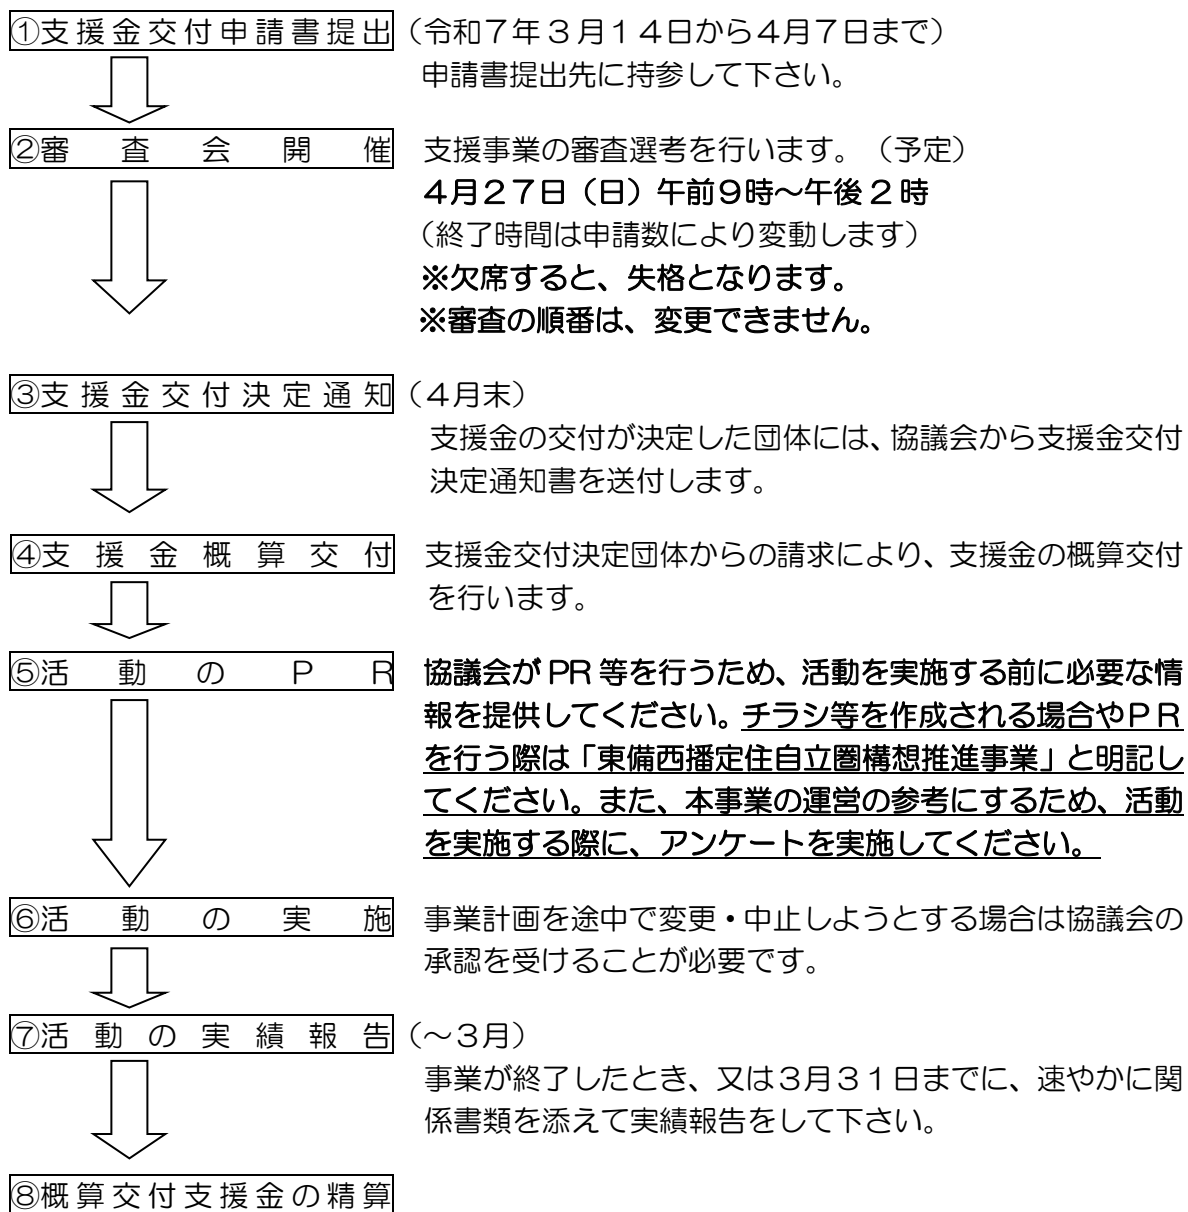 ①支援金交付申請書提出（令和７年３月１４日から４月７日まで）
申請書提出先に持参して下さい。
②審査会開催　支援事業の審査選考を行います。（予定）
４月２７日（日）午前９時～午後２時
（終了時間は申請数により変動します）
※欠席すると、失格となります。
※審査の順番は、変更できません。
③支援金交付決定通知（４月末）
支援金の交付が決定した団体には、協議会から支援金交付
決定通知書を送付します。
④支援金概算交付　支援金交付決定団体からの請求により、支援金の概算交付
を行います。
⑤活動のＰＲ　協議会が PR 等を行うため、活動を実施する前に必要な情
報を提供してください。チラシ等を作成される場合やＰＲ
を行う際は「東備西播定住自立圏構想推進事業」と明記し
てください。また、本事業の運営の参考にするため、活動
を実施する際に、アンケートを実施してください。
⑥活動の実施　事業計画を途中で変更・中止しようとする場合は協議会の
承認を受けることが必要です。
⑦活動の実績報告（～３月）
事業が終了したとき、又は３月３１日までに、速やかに関
係書類を添えて実績報告をして下さい。
⑧概算交付支援金の精算